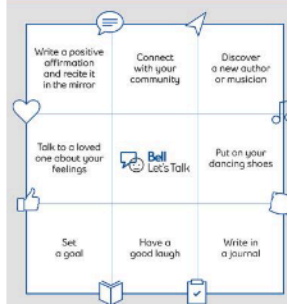 Write a positive
affirmation
and recite it
in the mirror
Connect
with your
community
Discover
a new author
or musician
Talk to a loved
one about your
feelings
Bell
Let's Talk
Put on your
dancing shoes
Set
a goal
Have a
good laugh
Write in
a journal